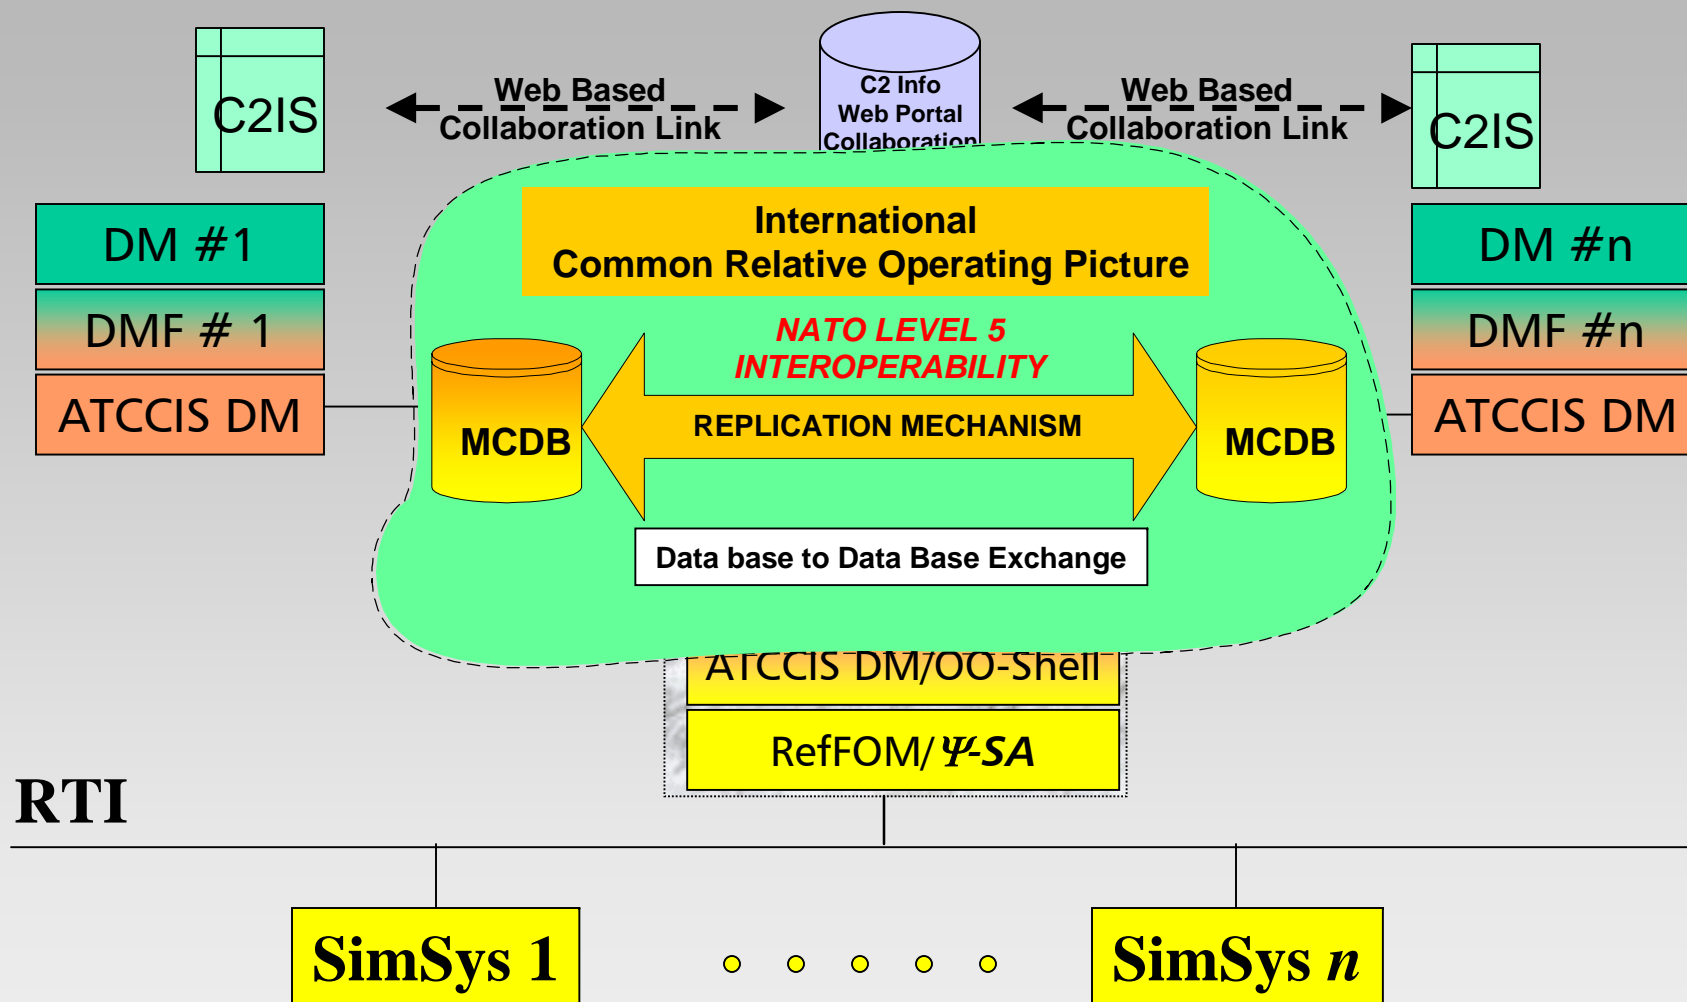 C2IS
Web Based
Collaboration Link
C2 Info
Web Portal
Collaboration
Web Based
Collaboration Link
C2IS
DM #1
DMF # 1
ATCCIS DM
International
Common Relative Operating Picture
NATO LEVEL 5
INTEROPERABILITY
MCDB
REPLICATION MECHANISM
MCDB
Data base to Data Base Exchange
DM #n
DMF #n
ATCCIS DM
ATCCIS DM/OO-Shell
RefFOM/Ψ-SA
RTI
SimSys 1
SimSys n